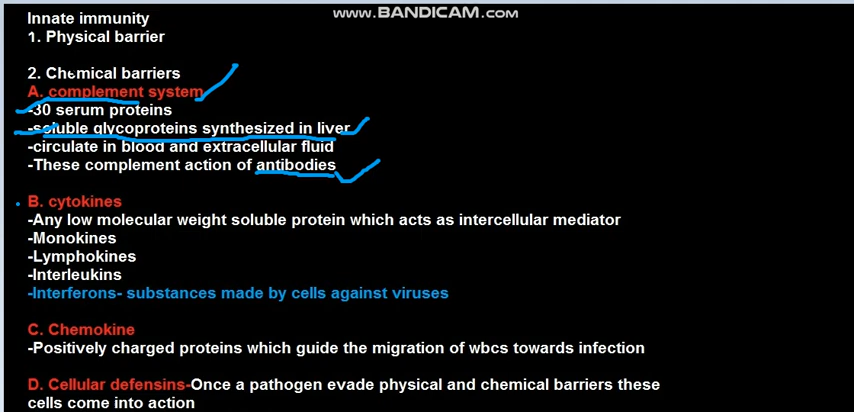 www.BANDICAM.com
Innate immunity
1. Physical barrier
2. Chemical barriers
A. complement system
-30 serum proteins
-soluble glycoproteins synthesized in liver
-circulate in blood and extracellular fluid
-These complement action of antibodies
B. cytokines
-Any low molecular weight soluble protein which acts as intercellular mediator
-Monokines
-Lymphokines
-Interleukins
-Interferons- substances made by cells against viruses
C. Chemokine
-Positively charged proteins which guide the migration of wbcs towards infection
D. Cellular defensins-Once a pathogen evade physical and chemical barriers these
cells come into action